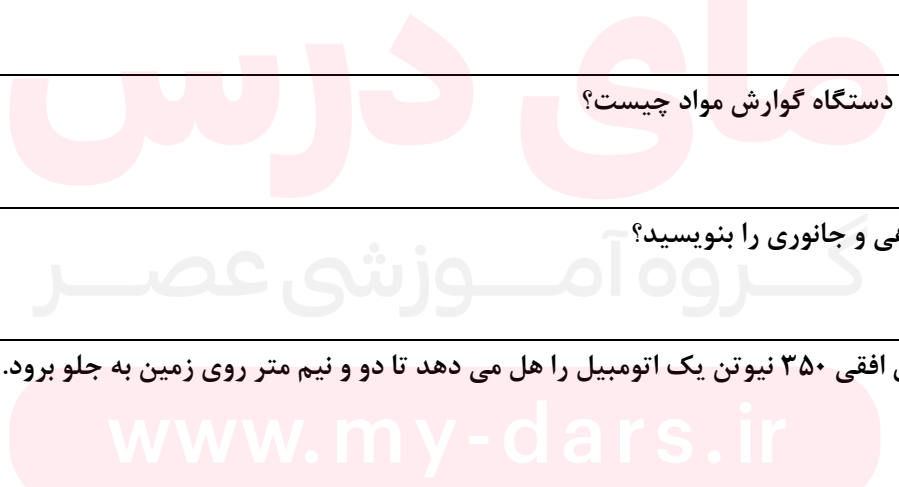 مای درس
دستگاه گوارش مواد چیست؟
و جانوری را بنویسید؟
گروه آموزشی عصر
افقی ۳۵۰ نیوتن یک اتومبیل را هل می دهد تا دو و نیم متر روی زمین به جلو برود.
www.my-dars.ir